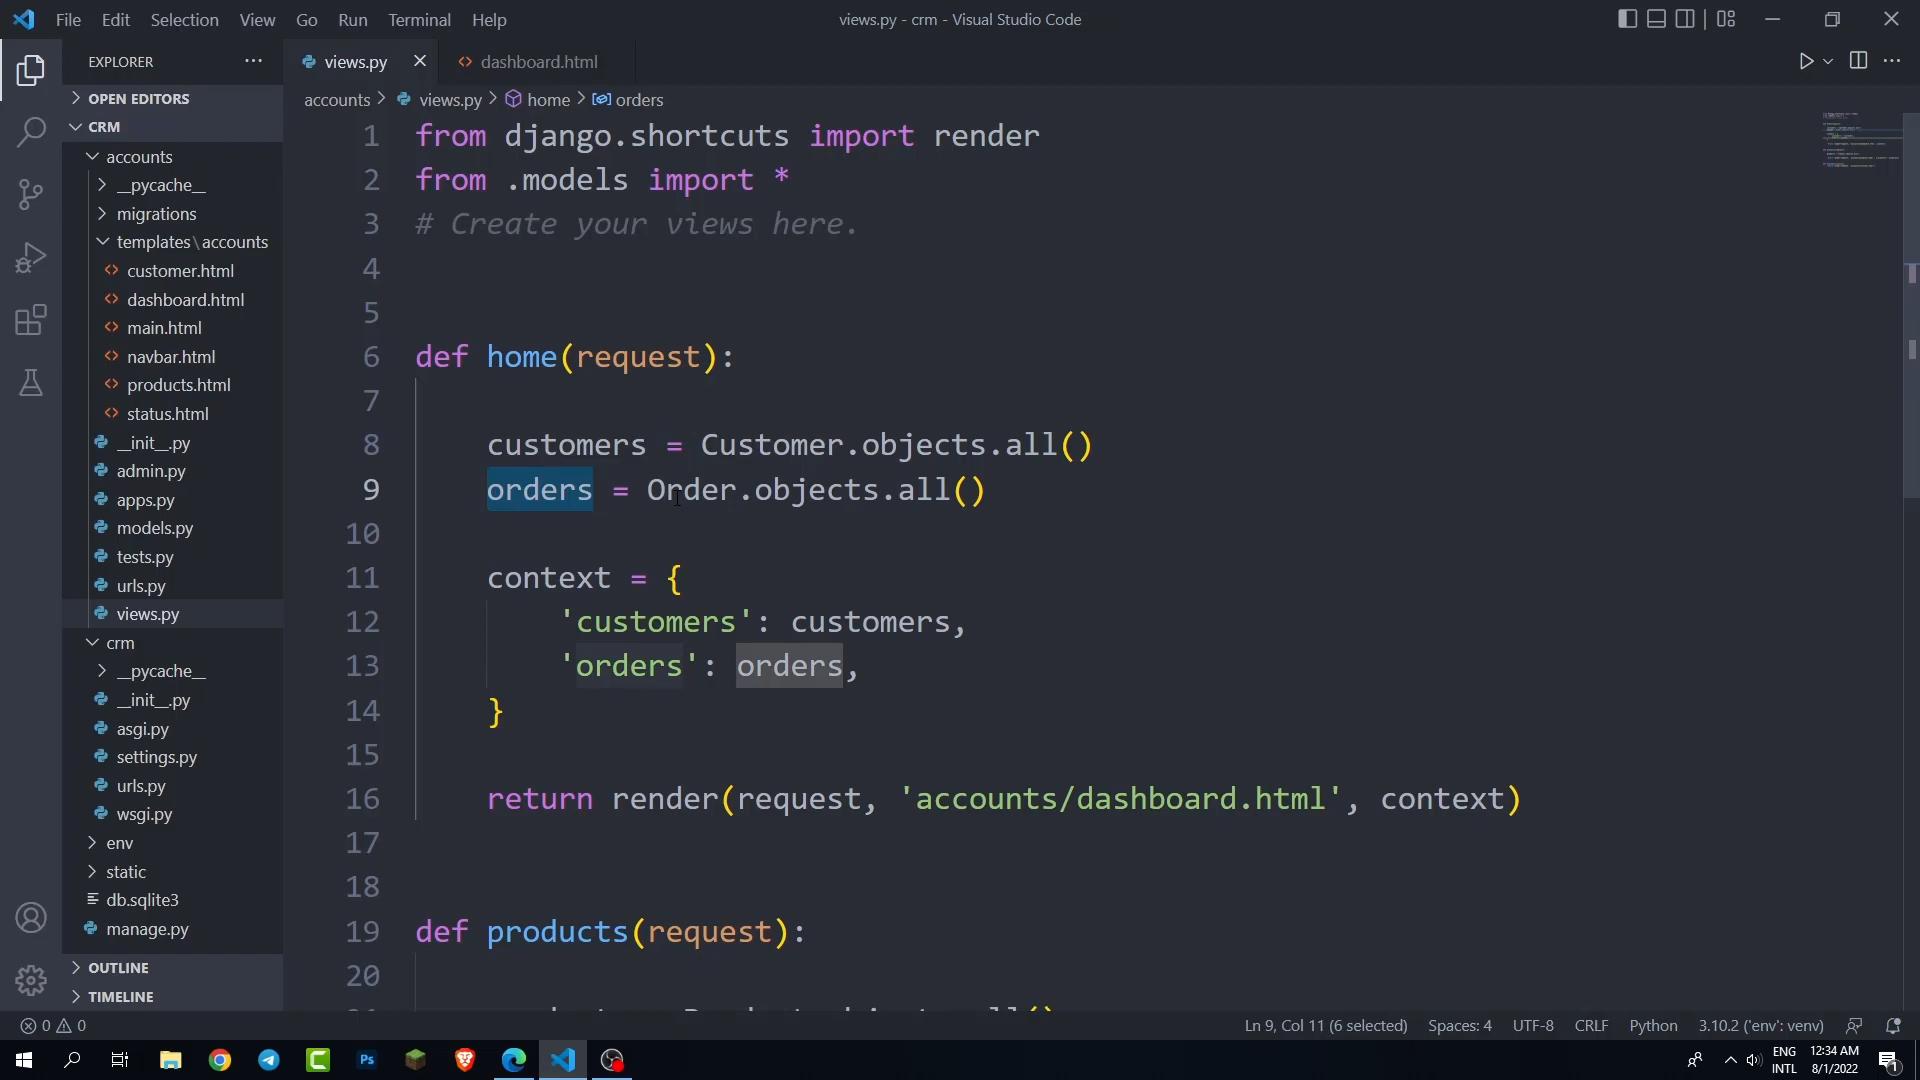 File Edit Selection View Go Run Terminal Help
views.py - crm - Visual Studio Code
EXPLORER
views.py
dashboard.html
OPEN EDITORS
accounts > views.py > home > orders
CRM
accounts
__pycache__
migrations
templates\accounts
customer.html
dashboard.html
main.html
navbar.html
products.html
status.html
__init__.py
admin.py
apps.py
models.py
tests.py
urls.py
views.py
crm
__pycache__
__init__.py
asgi.py
settings.py
urls.py
wsgi.py
env
static
db.sqlite3
manage.py
OUTLINE
TIMELINE
1 from django.shortcuts import render
2 from .models import *
3 # Create your views here.
4
5
6 def home(request):
7
8 customers = Customer.objects.all()
9 orders = Order.objects.all()
10
11 context = {
12 'customers': customers,
13 'orders': orders,
14 }
15
16 return render(request, 'accounts/dashboard.html', context)
17
18
19 def products(request):
20
0 0
Ln 9, Col 11 (6 selected) Spaces: 4 UTF-8 CRLF Python 3.10.2 ('env': venv)
Ps
ENG
INTL
12:34 AM
8/1/2022
1